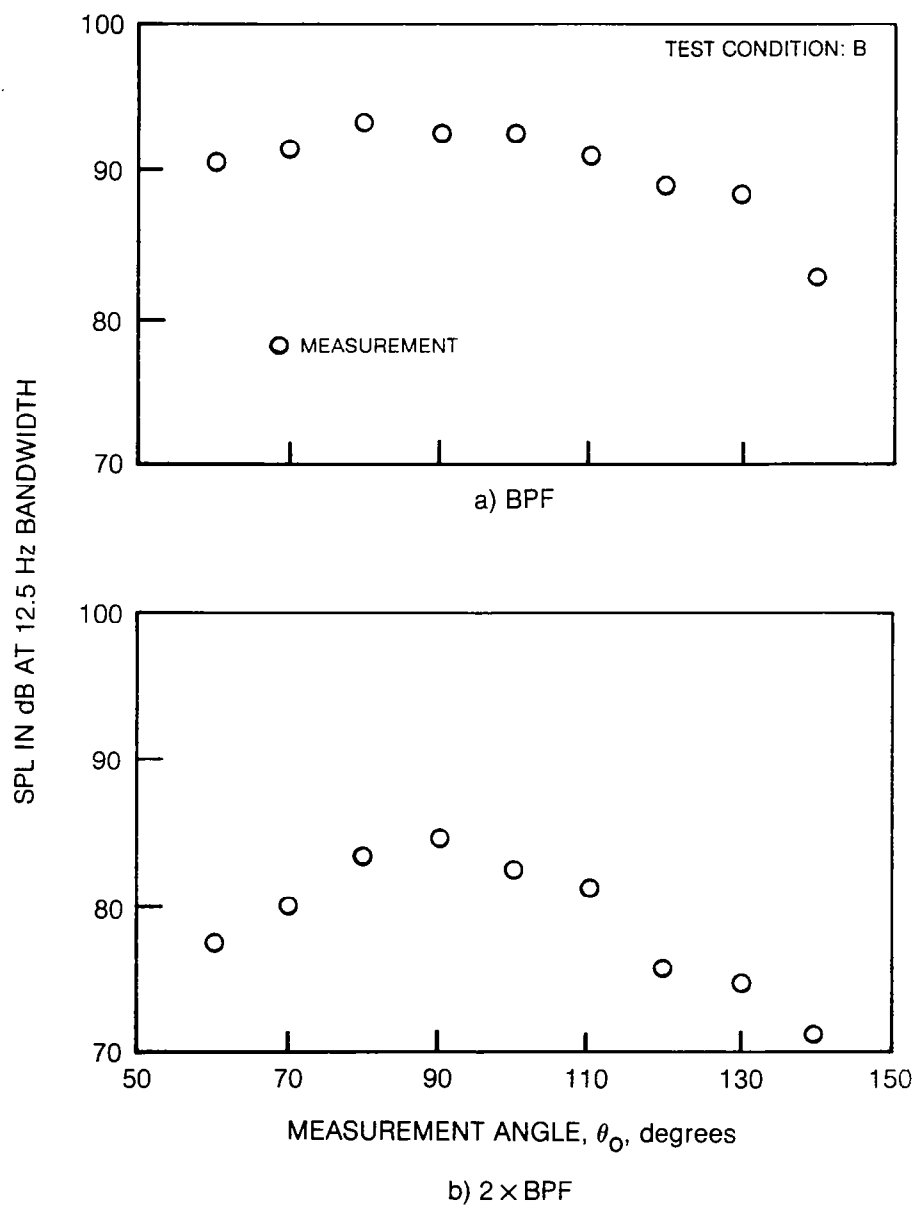 100
TEST CONDITION: B
90
80
MEASUREMENT
70
a) BPF
SPL IN dB AT 12.5 Hz BANDWIDTH
100
90
80
70
50 70 90 110 130 150
MEASUREMENT ANGLE, θ₀, degrees
b) 2 × BPF